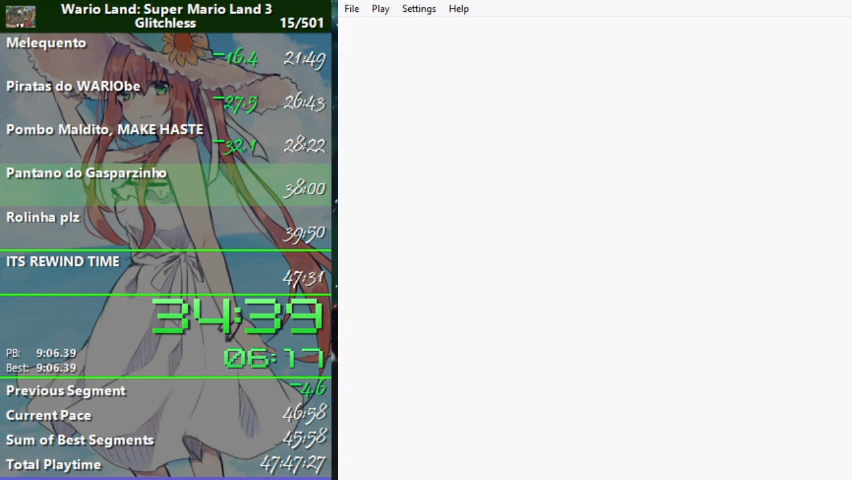 Wario Land: Super Mario Land 3
Glitchless 15/501
File Play Settings Help
Melequento
-16.4 21:49
Piratas do WARIObe
-27.5 26:43
Pombo Maldito, MAKE HASTE
-32.1 28:22
Pantano do Gasparzinho
38:00
Rolinha plz
39:50
ITS REWIND TIME
47:31
34:39
PB: 9:06.39
06:17
Best: 9:06.39
Previous Segment -4.6
Current Pace 46:58
Sum of Best Segments 45:58
Total Playtime 47:47:27